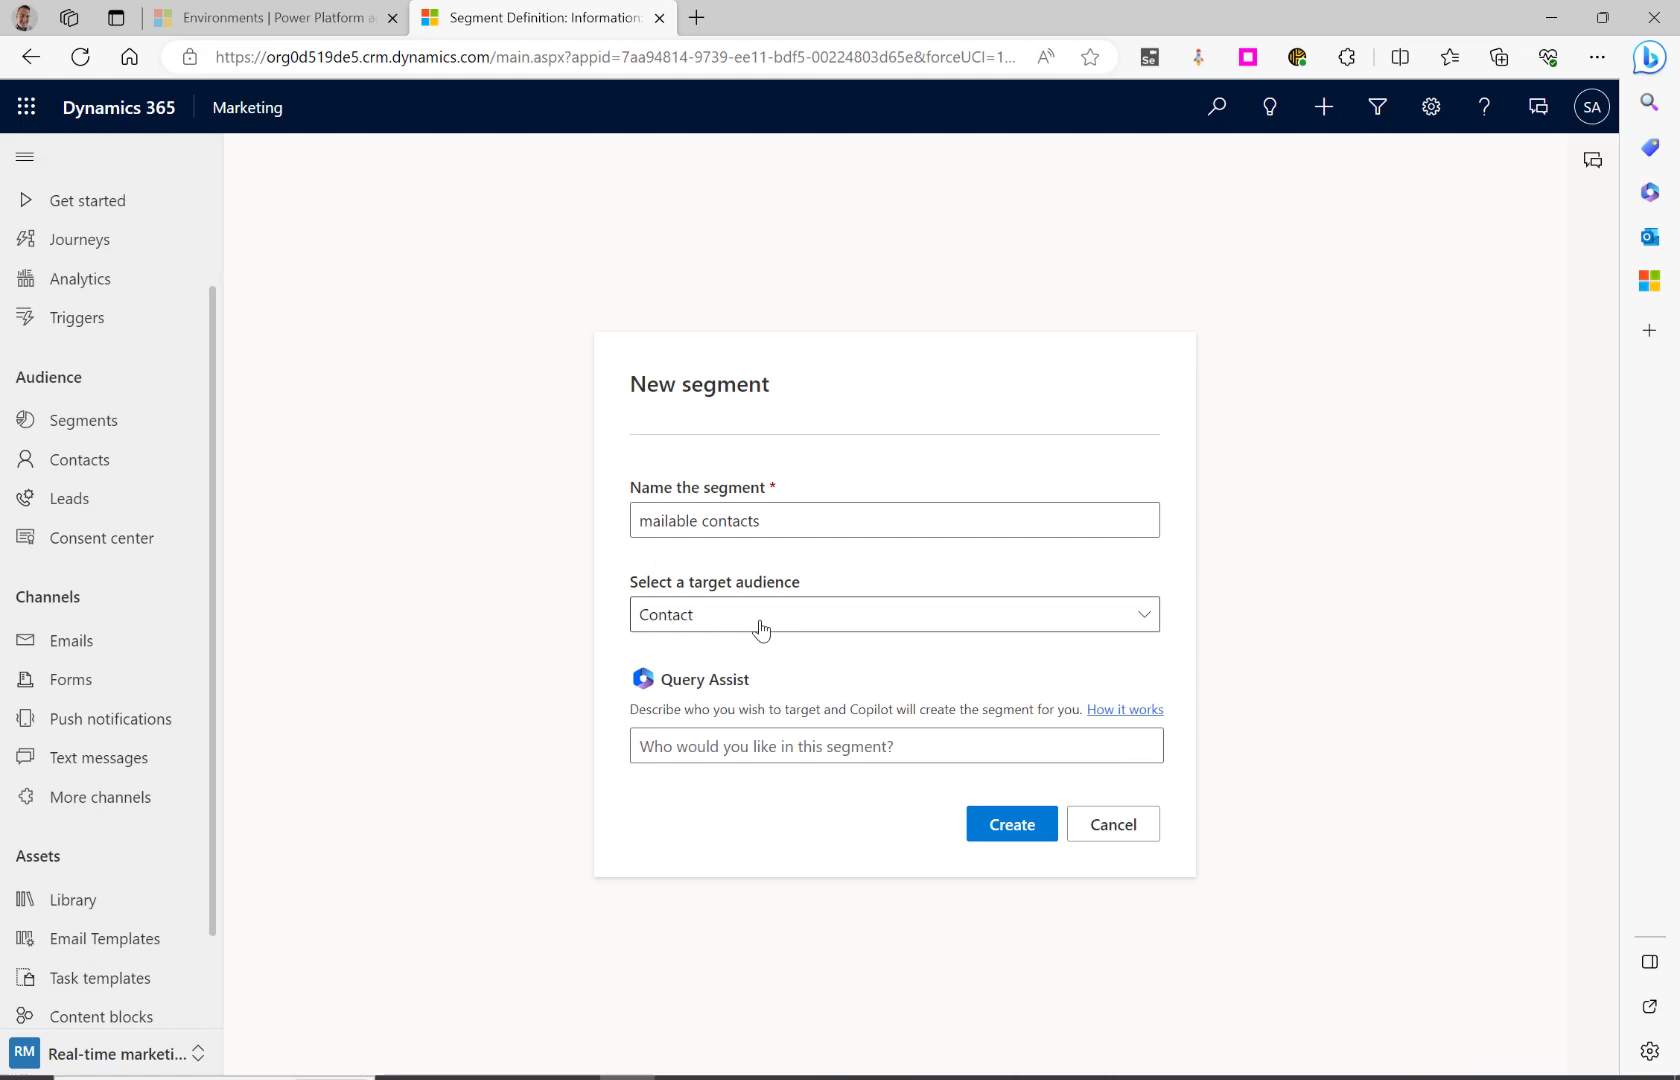 Environments | Power Platform a
Segment Definition: Information:
https://org0d519de5.crm.dynamics.com/main.aspx?appid=7aa94814-9739-ee11-bdf5-00224803d65e&forceUCI=1...
A
Se
Dynamics 365
Marketing
SA
Get started
Journeys
Analytics
Triggers
Audience
Segments
Contacts
Leads
Consent center
Channels
Emails
Forms
Push notifications
Text messages
More channels
Assets
Library
Email Templates
Task templates
Content blocks
RM
Real-time marketi...
New segment
Name the segment *
mailable contacts
Select a target audience
Contact
Query Assist
Describe who you wish to target and Copilot will create the segment for you. How it works
Who would you like in this segment?
Create
Cancel